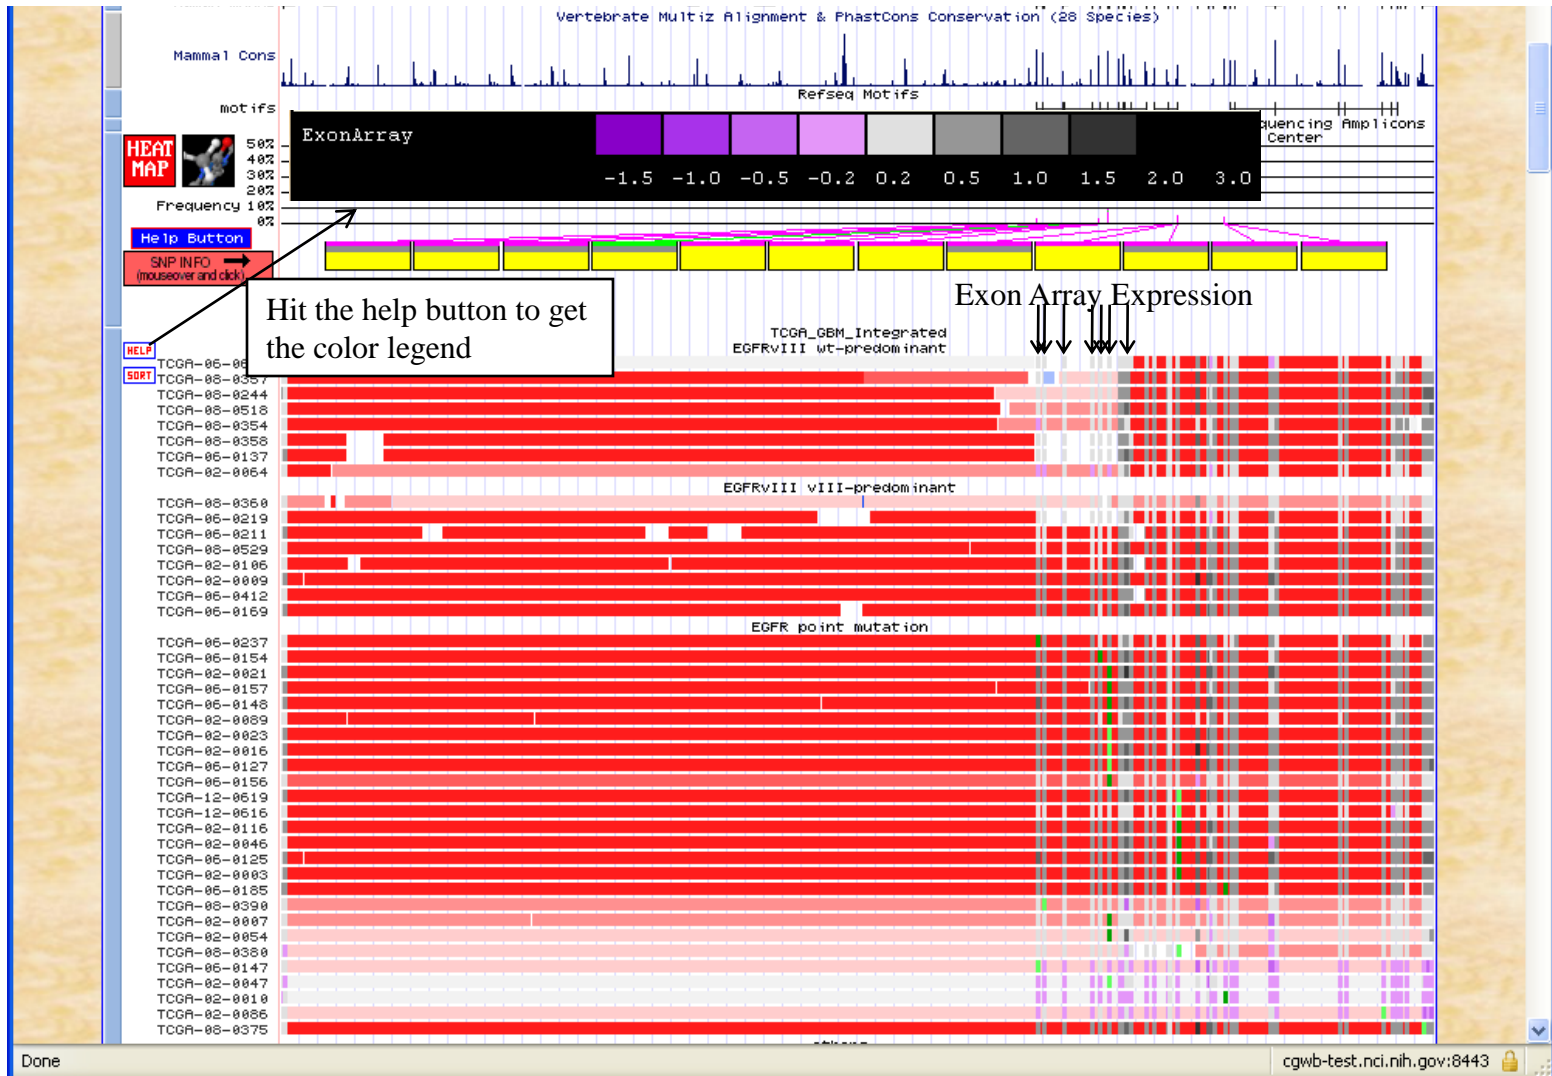 Vertebrate Multiz Alignment & PhastCons Conservation (28 Species)
Mammal Cons
Refseq Motifs
motifs
quencing Amplicons
Center
HEAT MAP
50%
40%
30%
20%
Frequency 10%
0%
ExonArray
-1.5 -1.0 -0.5 -0.2 0.2 0.5 1.0 1.5 2.0 3.0
Help Button
SNP INFO
(mouseover and click)
Hit the help button to get
the color legend
Exon Array Expression
TCGA_GBM_Integrated
HELP
EGFRvIII wt-predominant
SORT
TCGA-06-06
TCGA-08-0357
TCGA-08-0244
TCGA-08-0518
TCGA-08-0354
TCGA-08-0358
TCGA-06-0137
TCGA-02-0064
EGFRvIII vIII-predominant
TCGA-08-0360
TCGA-06-0219
TCGA-06-0211
TCGA-08-0529
TCGA-02-0106
TCGA-02-0009
TCGA-06-0412
TCGA-06-0169
EGFR point mutation
TCGA-06-0237
TCGA-06-0154
TCGA-02-0021
TCGA-06-0157
TCGA-06-0148
TCGA-02-0089
TCGA-02-0023
TCGA-02-0016
TCGA-06-0127
TCGA-06-0156
TCGA-12-0619
TCGA-12-0616
TCGA-02-0116
TCGA-02-0046
TCGA-06-0125
TCGA-02-0003
TCGA-06-0185
TCGA-08-0390
TCGA-02-0007
TCGA-02-0054
TCGA-08-0380
TCGA-06-0147
TCGA-02-0047
TCGA-02-0010
TCGA-02-0086
TCGA-08-0375
Done
cgwb-test.nci.nih.gov:8443